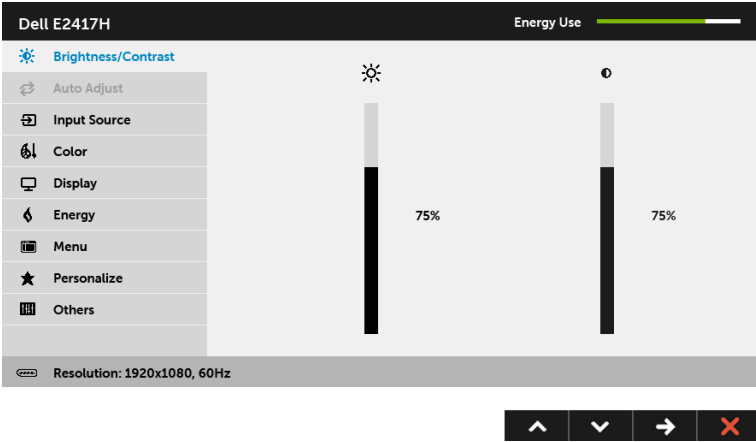 Dell E2417H
Energy Use
Brightness/Contrast
Auto Adjust
Input Source
Color
Display
Energy
Menu
Personalize
Others
75%
75%
Resolution: 1920x1080, 60Hz